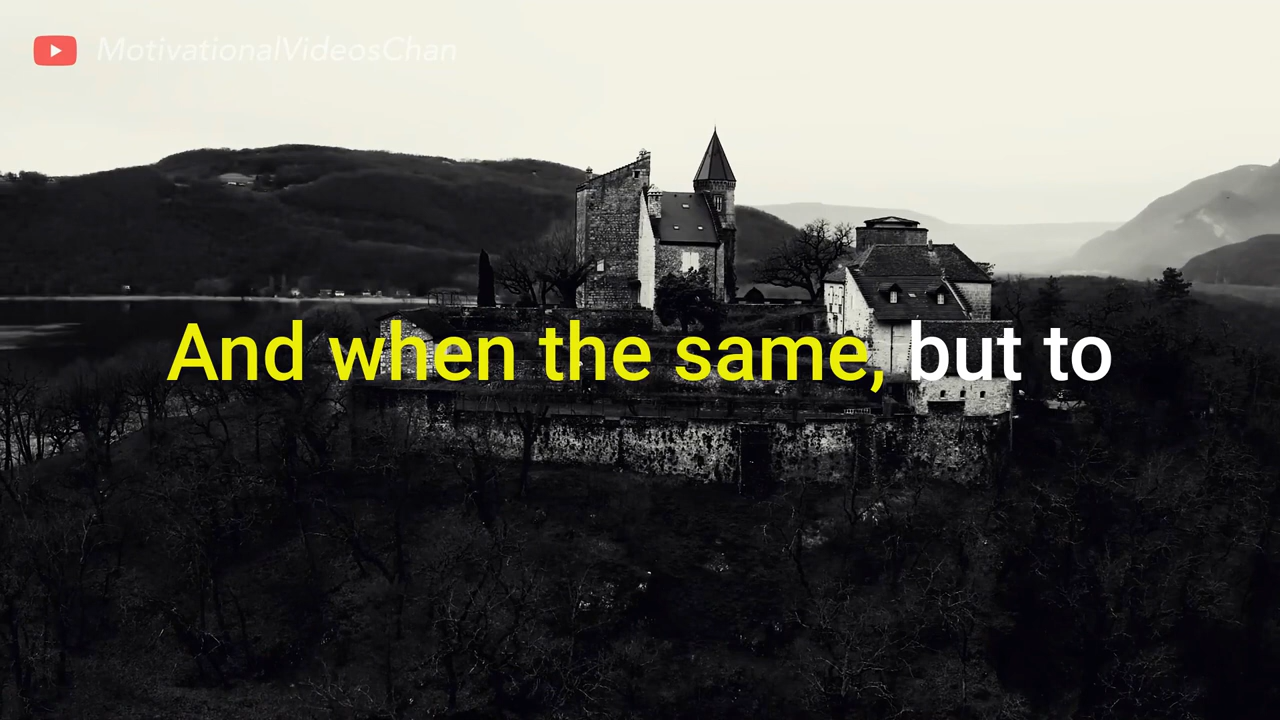 MotivationalVideosChan
And when the same, but to